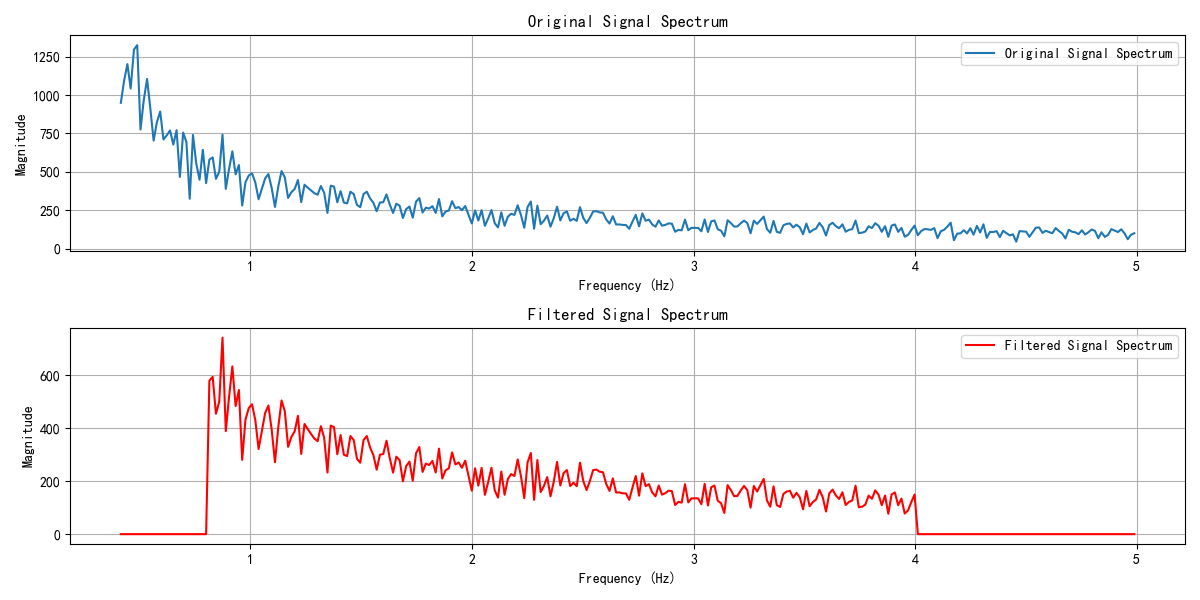 Original Signal Spectrum
Original Signal Spectrum
Magnitude
1250
1000
750
500
250
0
1 2 3 4 5
Frequency (Hz)
Filtered Signal Spectrum
Filtered Signal Spectrum
Magnitude
600
400
200
0
1 2 3 4 5
Frequency (Hz)